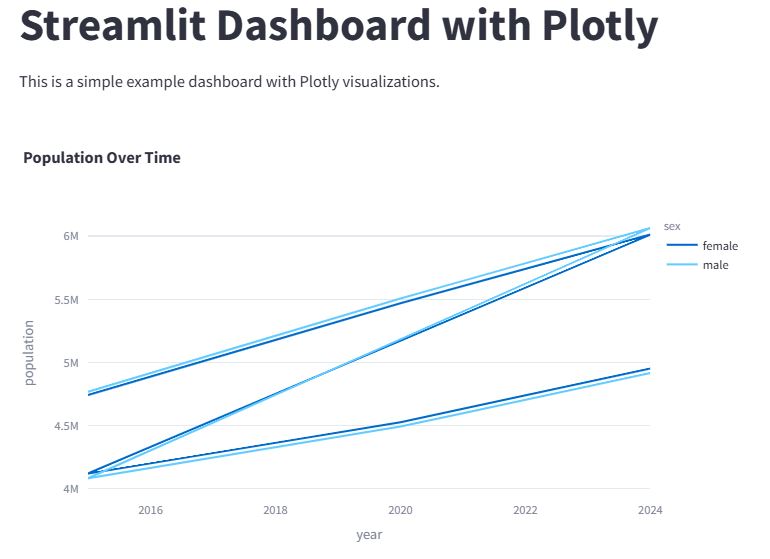 Streamlit Dashboard with Plotly
This is a simple example dashboard with Plotly visualizations.
Population Over Time
sex
female
male
6M
5.5M
5M
4.5M
4M
population
2016
2018
2020
2022
2024
year